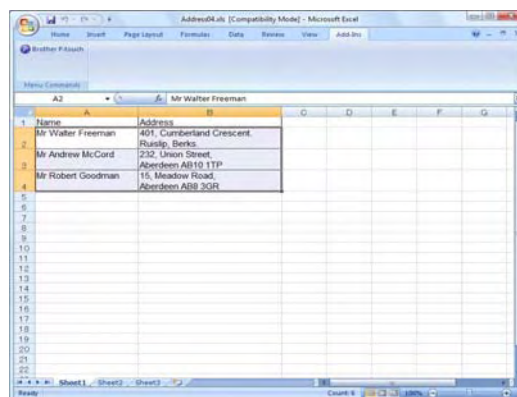 Address04.xls [Compatibility Mode] - Microsoft Excel
Home Insert Page Layout Formulas Data Review View Add-Ins
Brother P-touch
Menu Commands
A2 fx Mr Walter Freeman
A B C D E F G
1 Name Address
Mr Walter Freeman 401, Cumberland Crescent.
2 Ruislip, Berks.
Mr Andrew McCord 232, Union Street,
3 Aberdeen AB10 1TP
Mr Robert Goodman 15, Meadow Road,
4 Aberdeen AB8 3GR
5
6
7
8
9
10
11
12
13
14
15
16
17
18
19
20
21
22
Sheet1 Sheet2 Sheet3
Ready Count: 6 100%